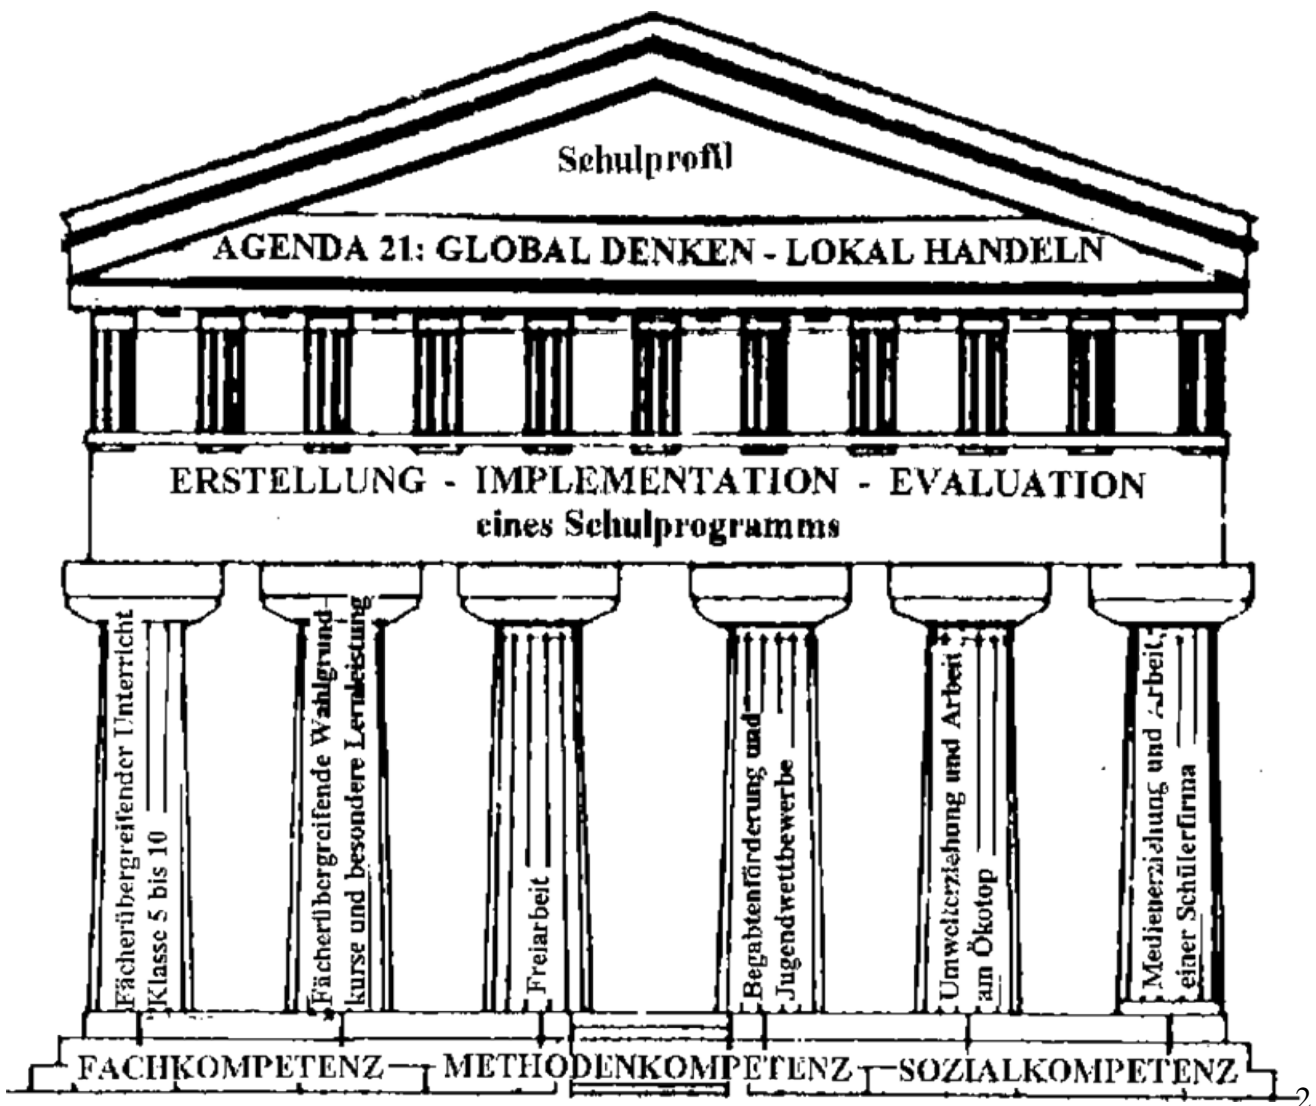 Schulprofil
AGENDA 21: GLOBAL DENKEN - LOKAL HANDELN
ERSTELLUNG - IMPLEMENTATION - EVALUATION
eines Schulprogramms
Fächerübergreifender Unterricht
Klasse 5 bis 10
Fächerübergreifende Wahlgrund-
kurse und besondere Lernleistung
Freiarbeit
Begabtenförderung und
Jugendwettbewerbe
Umwelterziehung und Arbeit
am Ökotop
Medienerziehung und Arbeit
einer Schülerfirma
FACHKOMPETENZ - METHODENKOMPETENZ - SOZIALKOMPETENZ
2